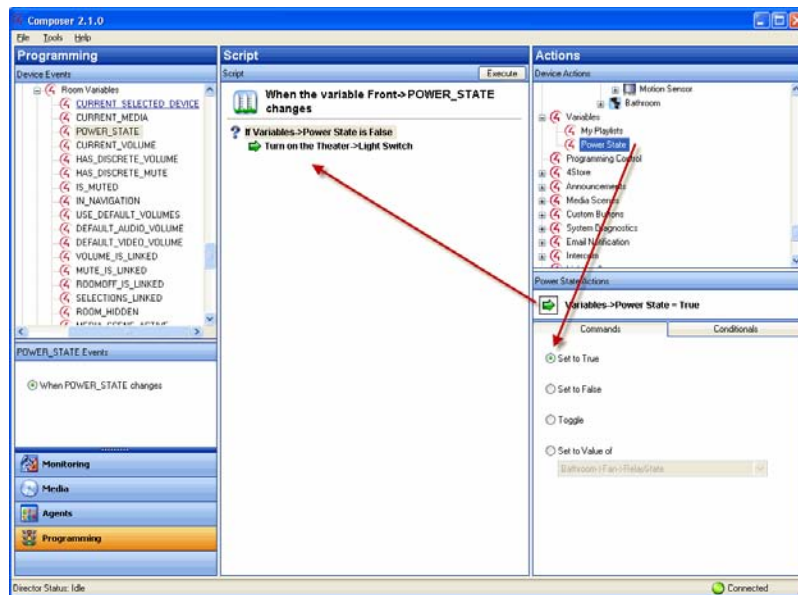 Composer 2.1.0
File Tools Help
Programming
Device Events
Room Variables
CURRENT_SELECTED_DEVICE
CURRENT_MEDIA
POWER_STATE
CURRENT_VOLUME
HAS_DISCRETE_VOLUME
HAS_DISCRETE_MUTE
IS_MUTED
IN_NAVIGATION
USE_DEFAULT_VOLUMES
DEFAULT_AUDIO_VOLUME
DEFAULT_VIDEO_VOLUME
VOLUME_IS_LINKED
MUTE_IS_LINKED
ROOMOFF_IS_LINKED
SELECTIONS_LINKED
ROOM_HIDDEN
MEDIA_SCENE_ACTIVE
POWER_STATE Events
When POWER_STATE changes
Monitoring
Media
Agents
Programming
Director Status: Idle
Script
Script
Execute
When the variable Front->POWER_STATE
changes
If Variables->Power State is False
Turn on the Theater->Light Switch
Actions
Device Actions
Motion Sensor
Bathroom
Variables
My Playlists
Power State
Programming Control
4Store
Announcements
Media Scenes
Custom Buttons
System Diagnostics
Email Notification
Intercom
Power State Actions
Variables->Power State = True
Commands
Conditionals
Set to True
Set to False
Toggle
Set to Value of
Bathroom->Fan->RelayState
Connected